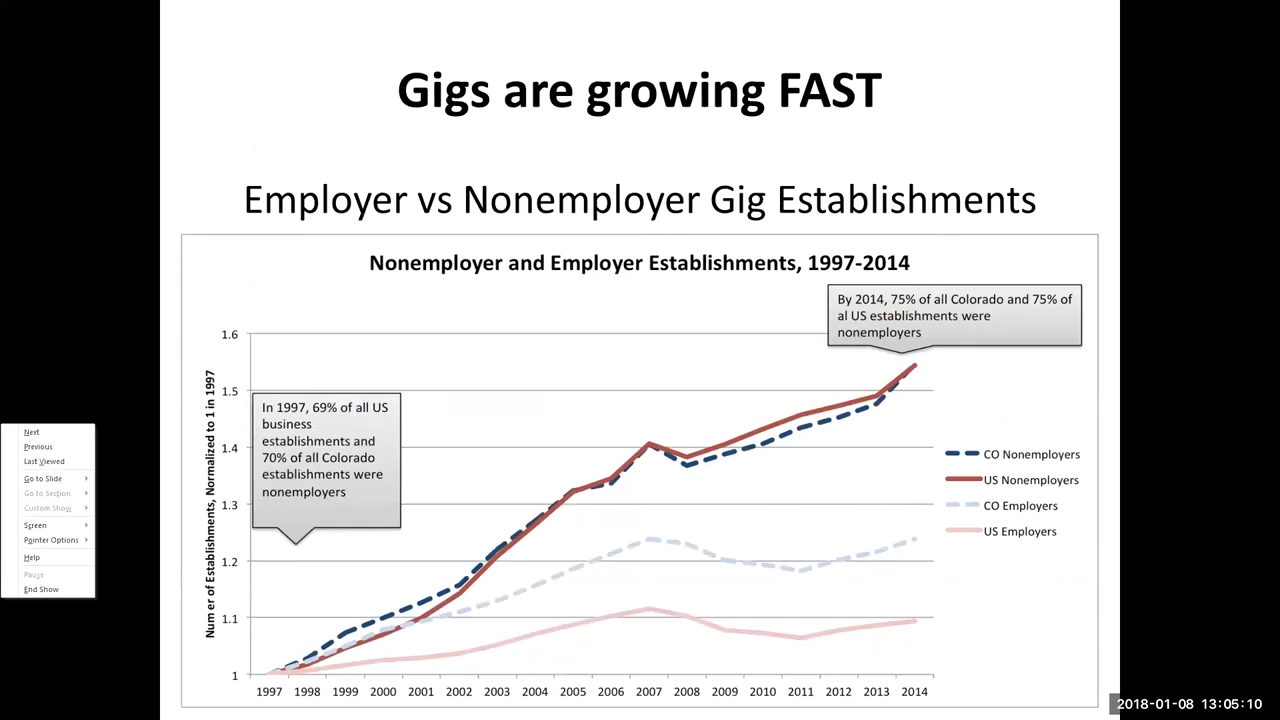 Gigs are growing FAST
Employer vs Nonemployer Gig Establishments
Nonemployer and Employer Establishments, 1997-2014
By 2014, 75% of all Colorado and 75% of
al US establishments were
nonemployers
In 1997, 69% of all US
business
establishments and
70% of all Colorado
establishments were
nonemployers
Num er of Establishments, Normalized to 1 in 1997
1.6
1.5
1.4
1.3
1.2
1.1
1
1997 1998 1999 2000 2001 2002 2003 2004 2005 2006 2007 2008 2009 2010 2011 2012 2013 2014
CO Nonemployers
US Nonemployers
CO Employers
US Employers
Next
Previous
Last Viewed
Go to Slide
Go to Section
Custom Show
Screen
Pointer Options
Help
Pause
End Show
2018-01-08 13:05:10